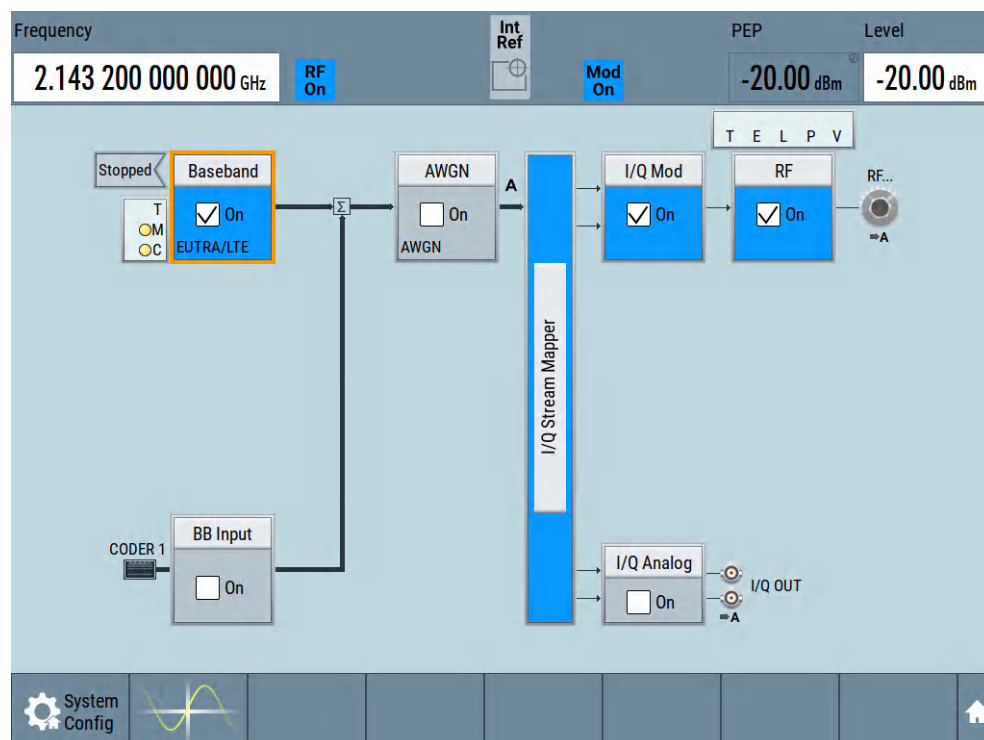 Frequency
Int
Ref
PEP
Level
2.143 200 000 000 GHz
RF
On
Mod
On
-20.00 dBm
-20.00 dBm
T E L P V
Stopped
Baseband
AWGN
I/Q Mod
RF
RF...
A
T
M
C
On
EUTRA/LTE
Σ
On
AWGN
On
On
A
I/Q Stream Mapper
CODER 1
BB Input
On
I/Q Analog
On
I/Q OUT
A
System
Config